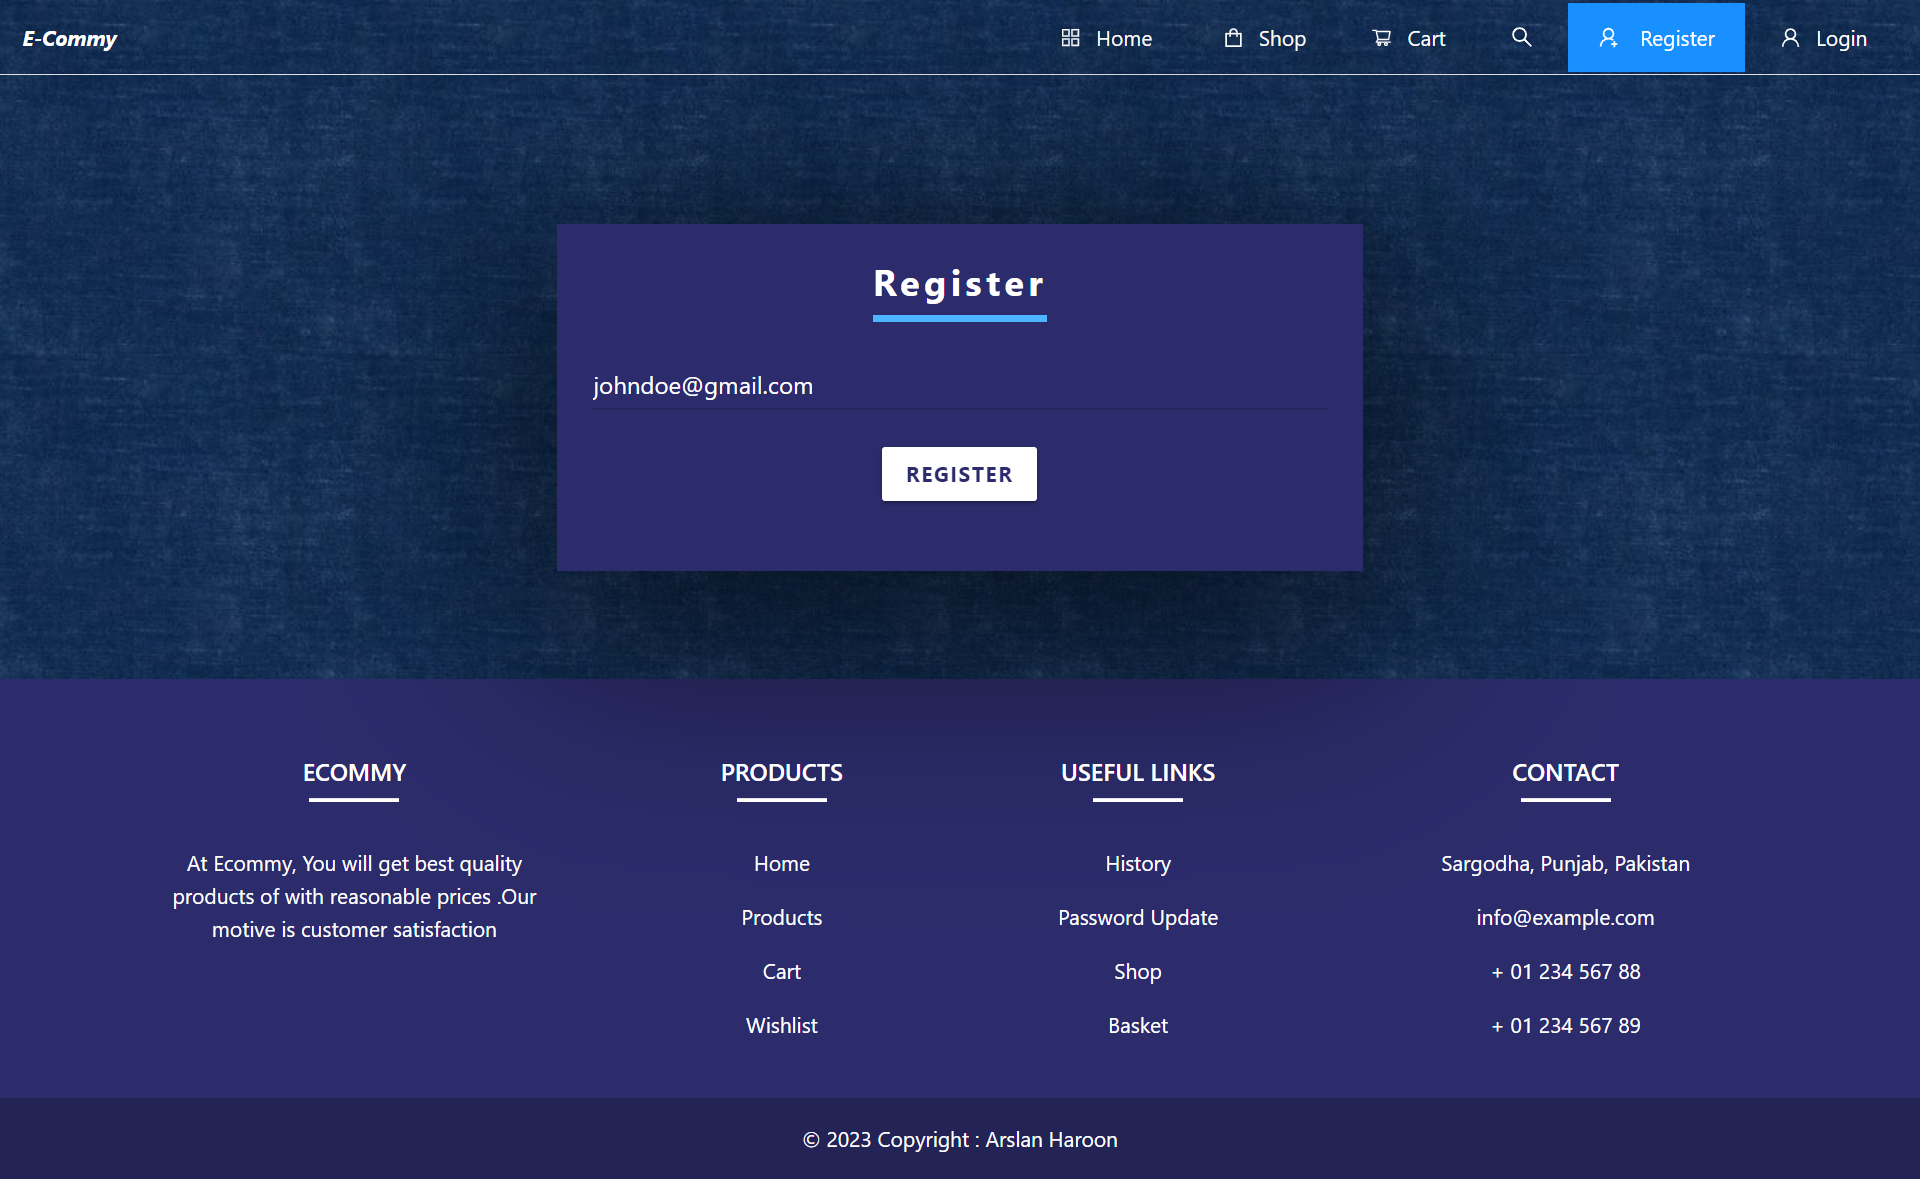 E-Commy
Home
Shop
Cart
Register
Login
Register
johndoe@gmail.com
REGISTER
ECOMMY
At Ecommy, You will get best quality
products of with reasonable prices .Our
motive is customer satisfaction
PRODUCTS
Home
Products
Cart
Wishlist
USEFUL LINKS
History
Password Update
Shop
Basket
CONTACT
Sargodha, Punjab, Pakistan
info@example.com
+ 01 234 567 88
+ 01 234 567 89
© 2023 Copyright : Arslan Haroon